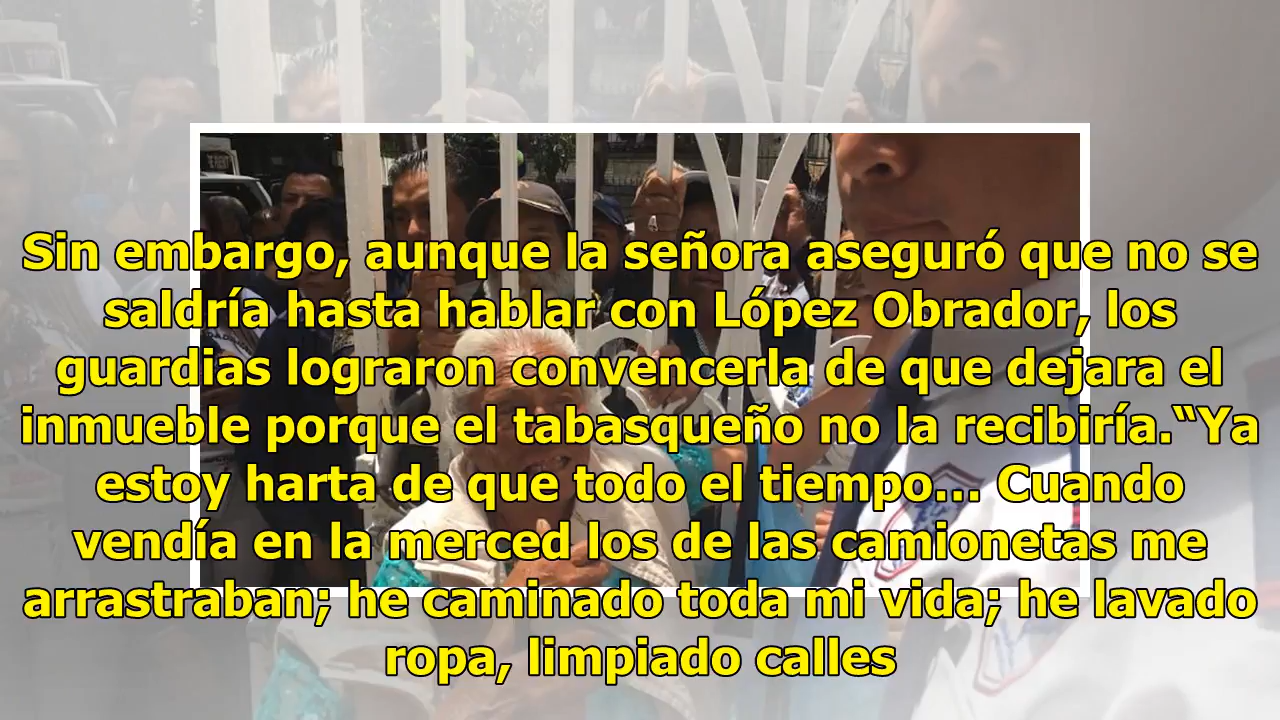 Sin embargo, aunque la señora aseguró que no se
saldría hasta hablar con López Obrador, los
guardias lograron convencerla de que dejara el
inmueble porque el tabasqueño no la recibiría.“Ya
estoy harta de que todo el tiempo... Cuando
vendía en la merced los de las camionetas me
arrastraban; he caminado toda mi vida; he lavado
ropa, limpiado calles